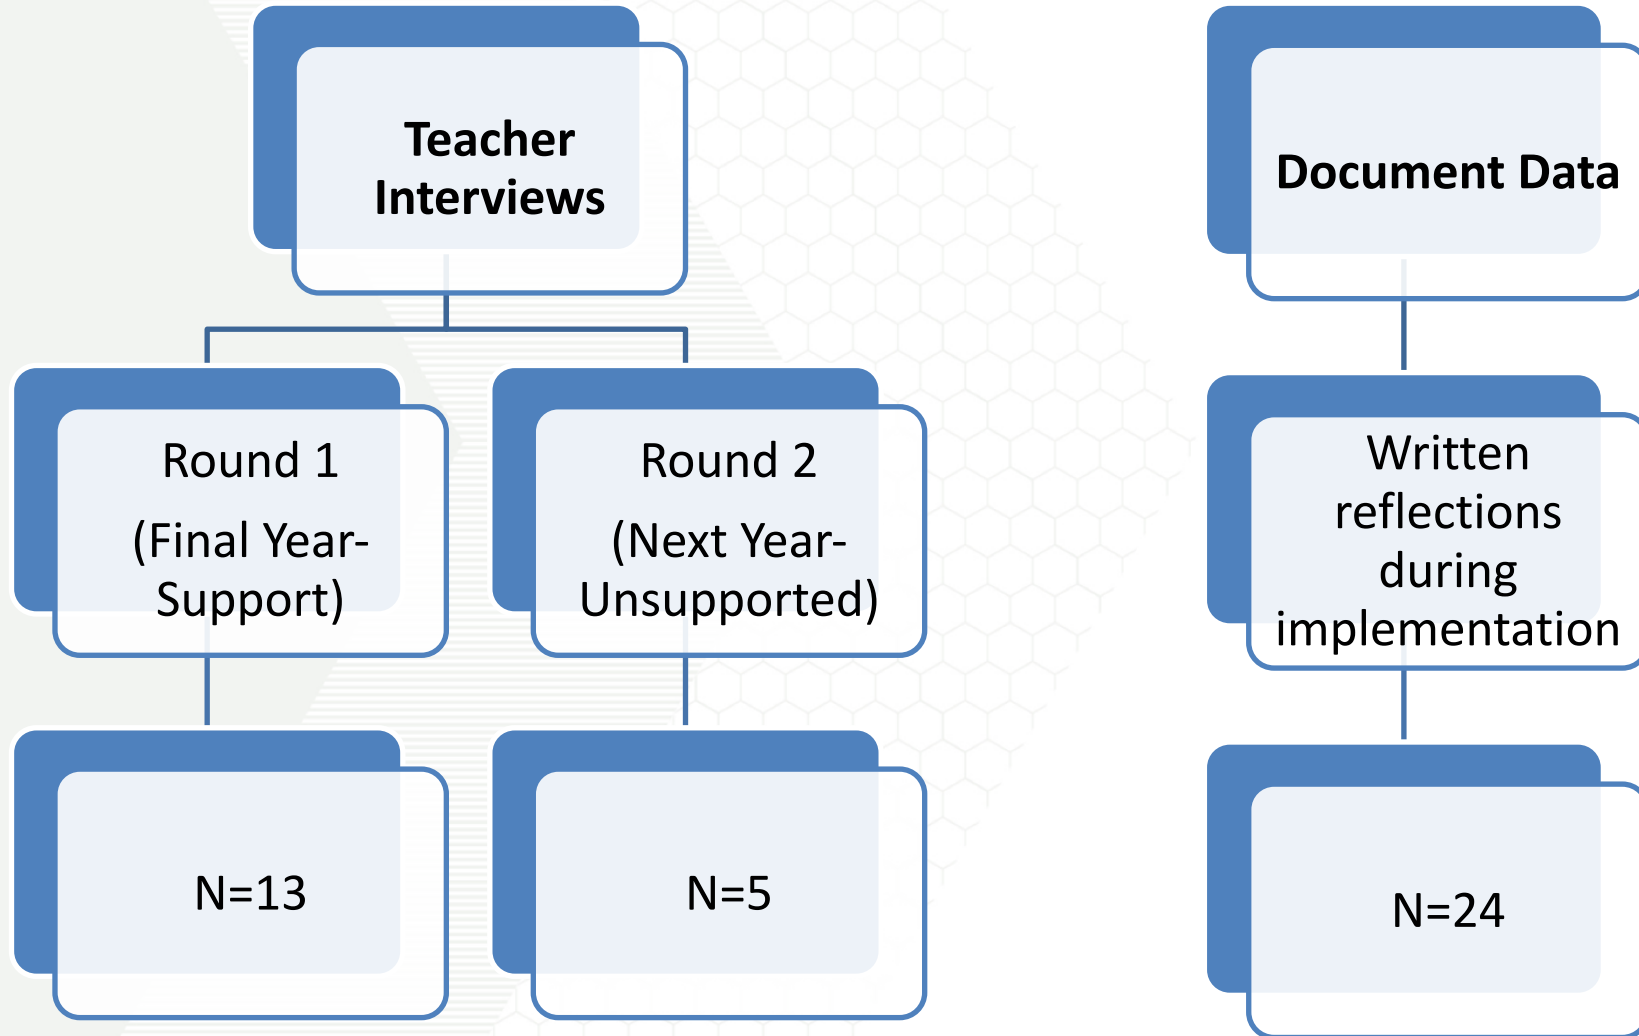 Teacher
Interviews
Round 1
(Final Year-
Support)
N=13
Round 2
(Next Year-
Unsupported)
N=5
Document Data
Written
reflections
during
implementation
N=24